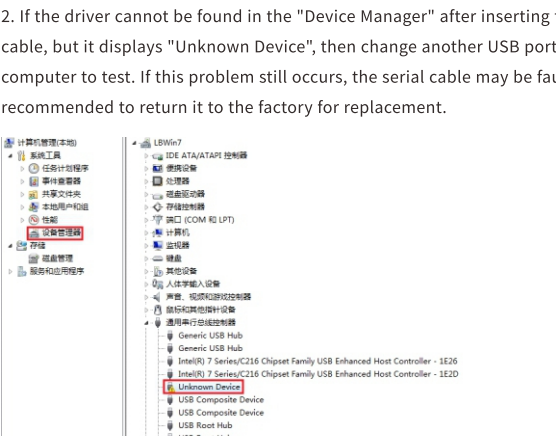 2. If the driver cannot be found in the "Device Manager" after inserting
cable, but it displays "Unknown Device", then change another USB port
computer to test. If this problem still occurs, the serial cable may be fau
recommended to return it to the factory for replacement.
计算机管理(本地)
系统工具
任务计划程序
事件查看器
共享文件夹
本地用户和组
性能
设备管理器
存储
磁盘管理
服务和应用程序
LBWin7
IDE ATA/ATAPI 控制器
便携设备
处理器
磁盘驱动器
存储控制器
端口 (COM 和 LPT)
计算机
监视器
键盘
其他设备
人体学输入设备
声音、视频和游戏控制器
鼠标和其他指针设备
通用串行总线控制器
Generic USB Hub
Generic USB Hub
Intel(R) 7 Series/C216 Chipset Family USB Enhanced Host Controller - 1E26
Intel(R) 7 Series/C216 Chipset Family USB Enhanced Host Controller - 1E2D
Unknown Device
USB Composite Device
USB Composite Device
USB Root Hub